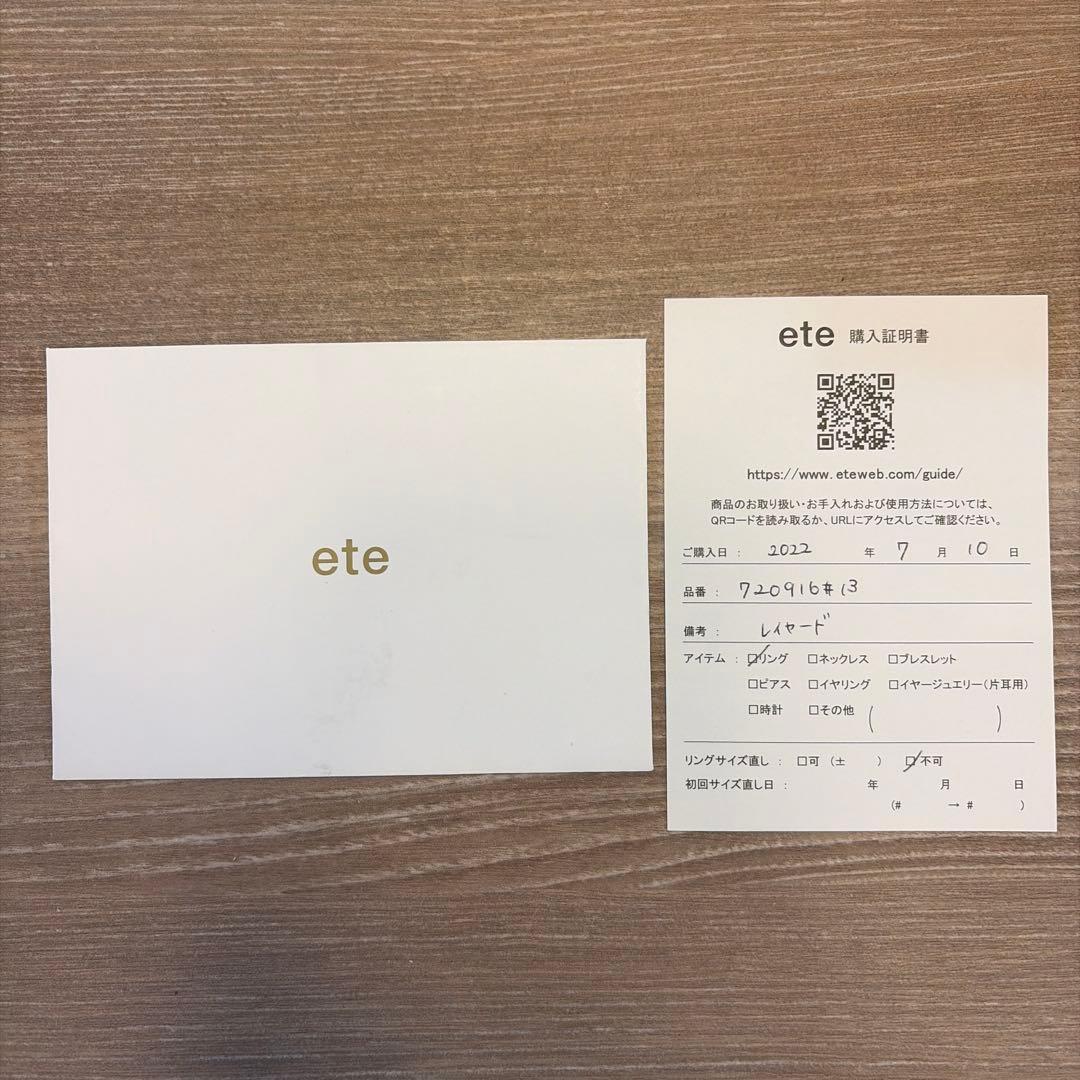 ete
ete 購入証明書
https://www.eteweb.com/guide/
商品のお取り扱い・お手入れおよび使用方法については、
QRコードを読み取るか、URLにアクセスしてご確認ください。
ご購入日 : 2022 年 7 月 10 日
品番 : 720916#13
備考 : レイヤード
アイテム : ☑リング □ネックレス □ブレスレット
□ピアス □イヤリング □イヤージュエリー(片耳用)
□時計 □その他 ( )
リングサイズ直し : □可 (± ) ☑不可
初回サイズ直し日 : 年 月 日
(# → # )